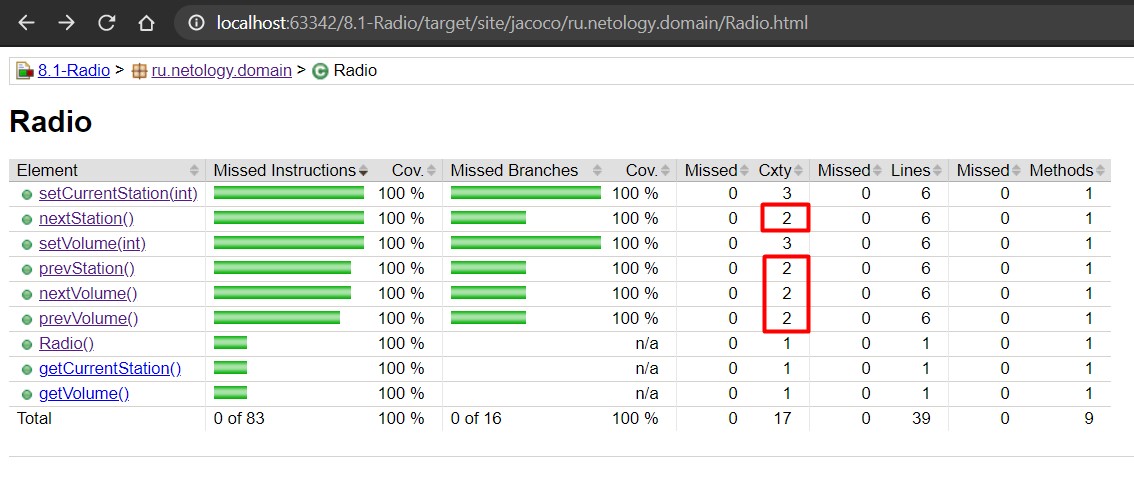 localhost:63342/8.1-Radio/target/site/jacoco/ru.netology.domain/Radio.html
8.1-Radio > ru.netology.domain > Radio
Radio
Element Missed Instructions Cov. Missed Branches Cov. Missed Cxty Missed Lines Missed Methods
setCurrentStation(int) 100 % 100 % 0 3 0 6 0 1
nextStation() 100 % 100 % 0 2 0 6 0 1
setVolume(int) 100 % 100 % 0 3 0 6 0 1
prevStation() 100 % 100 % 0 2 0 6 0 1
nextVolume() 100 % 100 % 0 2 0 6 0 1
prevVolume() 100 % 100 % 0 2 0 6 0 1
Radio() 100 % n/a 0 1 0 1 0 1
getCurrentStation() 100 % n/a 0 1 0 1 0 1
getVolume() 100 % n/a 0 1 0 1 0 1
Total 0 of 83 100 % 0 of 16 100 % 0 17 0 39 0 9